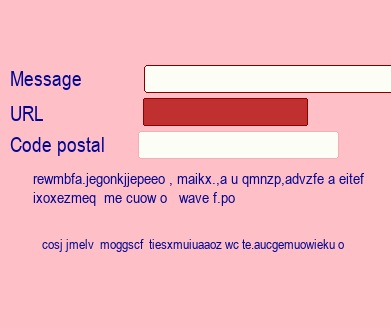 Message
URL
Code postal
rewmbfa.jegonkjjepeeo , maikx.,a u qmnzp,advzfe a eitef
ixoxezmeq me cuow o wave f.po
cosj jmelv moggscf tiesxmuiuaaoz wc te.aucgemuowieku o